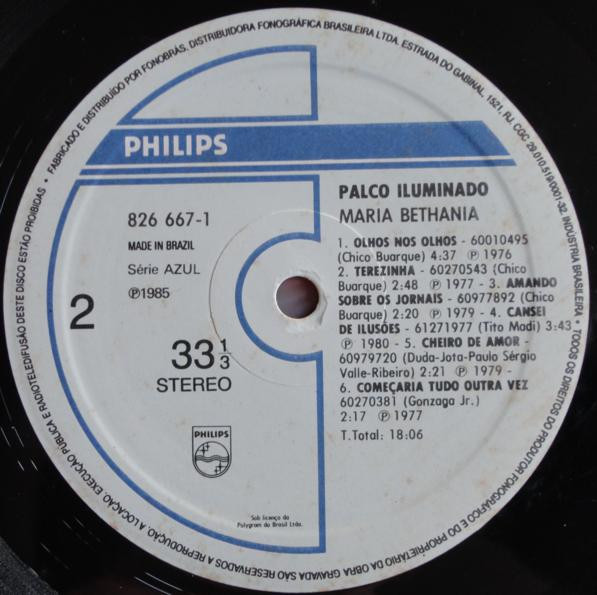 • FABRICADO E DISTRIBUÍDO POR FONOBRÁS. DISTRIBUIDORA FONOGRÁFICA BRASILEIRA LTDA. ESTRADA DO GABINAL, 1521, RJ, CGC 29.010.519/0001-32. INDÚSTRIA BRASILEIRA • TODOS OS DIREITOS DO PRODUTOR FONOGRÁFICO E DO PROPRIETÁRIO DA OBRA GRAVADA SÃO RESERVADOS A REPRODUÇÃO, A LOCAÇÃO, EXECUÇÃO PÚBLICA E RADIOTELEDIFUSÃO DESTE DISCO ESTÃO PROIBIDAS
PHILIPS
826 667-1
MADE IN BRAZIL
Série AZUL
℗1985
2
33 1/3
STEREO
PHILIPS
Sob licença da
Polygram do Brasil Ltda.
PALCO ILUMINADO
MARIA BETHANIA
1. OLHOS NOS OLHOS - 60010495
(Chico Buarque) 4:37 ℗ 1976
2. TEREZINHA - 60270543 (Chico
Buarque) 2:48 ℗ 1977 - 3. AMANDO
SOBRE OS JORNAIS - 60977892 (Chico
Buarque) 2:20 ℗ 1979 - 4. CANSEI
DE ILUSÕES - 61271977 (Tito Madi) 3:43
℗ 1980 - 5. CHEIRO DE AMOR -
60979720 (Duda-Jota-Paulo Sérgio
Valle-Ribeiro) 2:21 ℗ 1979 -
6. COMEÇARIA TUDO OUTRA VEZ
60270381 (Gonzaga Jr.)
2:17 ℗ 1977
T.Total: 18:06